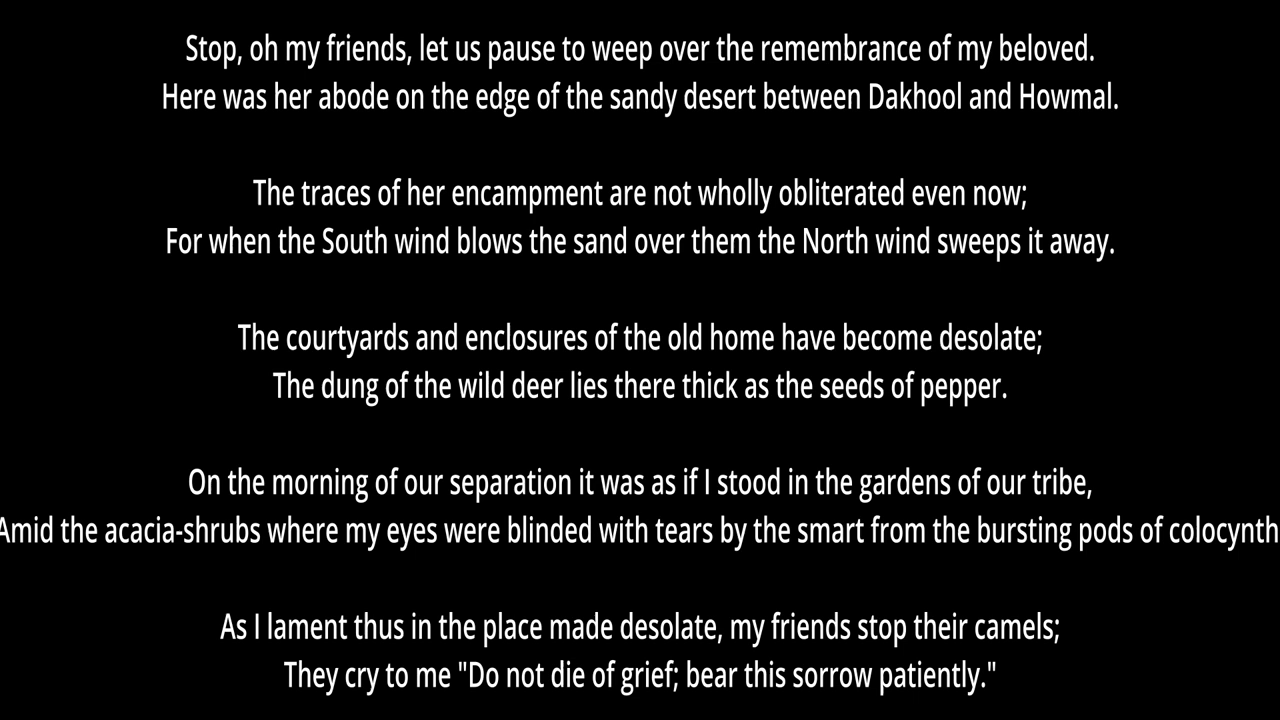 Stop, oh my friends, let us pause to weep over the remembrance of my beloved.
Here was her abode on the edge of the sandy desert between Dakhool and Howmal.
The traces of her encampment are not wholly obliterated even now;
For when the South wind blows the sand over them the North wind sweeps it away.
The courtyards and enclosures of the old home have become desolate;
The dung of the wild deer lies there thick as the seeds of pepper.
On the morning of our separation it was as if I stood in the gardens of our tribe,
Amid the acacia-shrubs where my eyes were blinded with tears by the smart from the bursting pods of colocynth
As I lament thus in the place made desolate, my friends stop their camels;
They cry to me "Do not die of grief; bear this sorrow patiently."